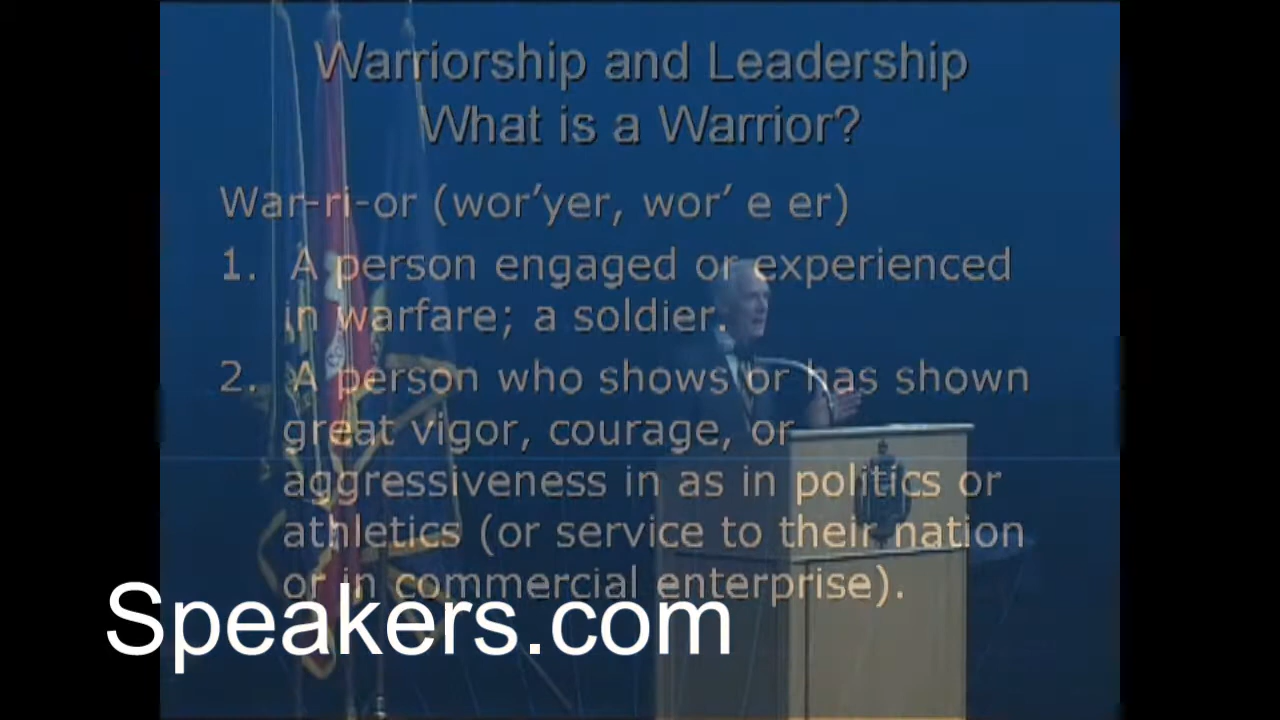 Warriorship and Leadership
What is a Warrior?
War-ri-or (wor’yer, wor’ e er)
1. A person engaged or experienced
in warfare; a soldier.
2. A person who shows or has shown
great vigor, courage, or
aggressiveness in as in politics or
athletics (or service to their nation
or in commercial enterprise).
Speakers.com